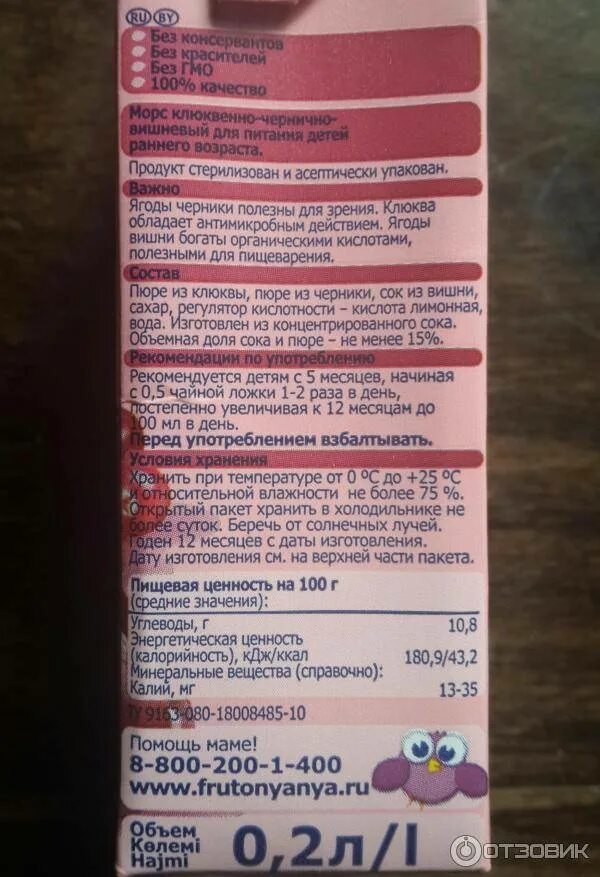 RU BY
Без консервантов
Без красителей
Без ГМО
100% качество
Морс клюквенно-чернично-
вишневый для питания детей
раннего возраста.
Продукт стерилизован и асептически упакован.
Важно
Ягоды черники полезны для зрения. Клюква
обладает антимикробным действием. Ягоды
вишни богаты органическими кислотами,
полезными для пищеварения.
Состав
Пюре из клюквы, пюре из черники, сок из вишни,
сахар, регулятор кислотности – кислота лимонная,
вода. Изготовлен из концентрированного сока.
Объемная доля сока и пюре – не менее 15%.
Рекомендации по употреблению
Рекомендуется детям с 5 месяцев, начиная
с 0,5 чайной ложки 1-2 раза в день,
постепенно увеличивая к 12 месяцам до
100 мл в день.
Перед употреблением взбалтывать.
Условия хранения
Хранить при температуре от 0 ºС до +25 ºС
и относительной влажности не более 75 %.
Открытый пакет хранить в холодильнике не
более суток. Беречь от солнечных лучей.
Годен 12 месяцев с даты изготовления.
Дату изготовления см. на верхней части пакета.
Пищевая ценность на 100 г
(средние значения):
Углеводы, г 10,8
Энергетическая ценность
(калорийность), кДж/ккал 180,9/43,2
Минеральные вещества (справочно):
Калий, мг 13-35
ТУ 9163-080-18008485-10
Помощь маме!
8-800-200-1-400
www.frutonyanya.ru
Объем
Көлемі
Hajmi
0,2л/l
ОТЗОВИК